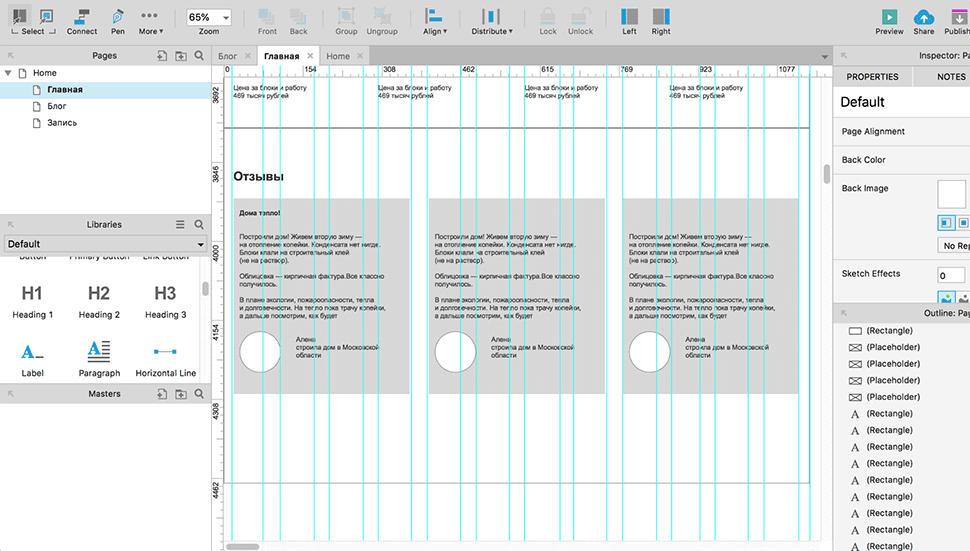 Select
Connect
Pen
More ▾
65%
Zoom
Front
Back
Group
Ungroup
Align ▾
Distribute ▾
Lock
Unlock
Left
Right
Preview
Share
Publish
Pages
Home
Главная
Блог
Запись
Libraries
Default
Button
Primary Button
Link Button
H1
H2
H3
Heading 1
Heading 2
Heading 3
A_
A
Label
Paragraph
Horizontal Line
Masters
Блог
Главная
Home
0 154 308 462 615 769 923 1077
3692
3846
4000
4154
4308
4462
Цена за блоки и работу
469 тысяч рублей
Цена за блоки и работу
469 тысяч рублей
Цена за блоки и работу
469 тысяч рублей
Цена за блоки и работу
469 тысяч рублей
Отзывы
Дома тэпло!
Построили дом! Живем вторую зиму —
на отопление копейки. Конденсата нет нигде.
Блоки клали на строительный клей
(не на раствор).
Облицовка — кирпичная фактура.Все классно
получилось.
В плане экологии, пожароопасности, тепла
и долговечности. На тепло пока трачу копейки,
а дальше посмотрим, как будет
Алена
строила дом в Московской
области
Построили дом! Живем вторую зиму —
на отопление копейки. Конденсата нет нигде.
Блоки клали на строительный клей
(не на раствор).
Облицовка — кирпичная фактура.Все классно
получилось.
В плане экологии, пожароопасности, тепла
и долговечности. На тепло пока трачу копейки,
а дальше посмотрим, как будет
Алена
строила дом в Московской
области
Построили дом! Живем вторую зиму —
на отопление копейки. Конденсата нет нигде.
Блоки клали на строительный клей
(не на раствор).
Облицовка — кирпичная фактура.Все классно
получилось.
В плане экологии, пожароопасности, тепла
и долговечности. На тепло пока трачу копейки,
а дальше посмотрим, как будет
Алена
строила дом в Московской
области
Inspector: Pa
PROPERTIES
NOTES
Default
Page Alignment
Back Color
Back Image
No Rep
Sketch Effects
0
Outline: Pag
(Rectangle)
(Placeholder)
(Placeholder)
(Placeholder)
(Placeholder)
A (Rectangle)
A (Rectangle)
A (Rectangle)
A (Rectangle)
A (Rectangle)
A (Rectangle)
A (Rectangle)
A (Rectangle)
A (Rectangle)